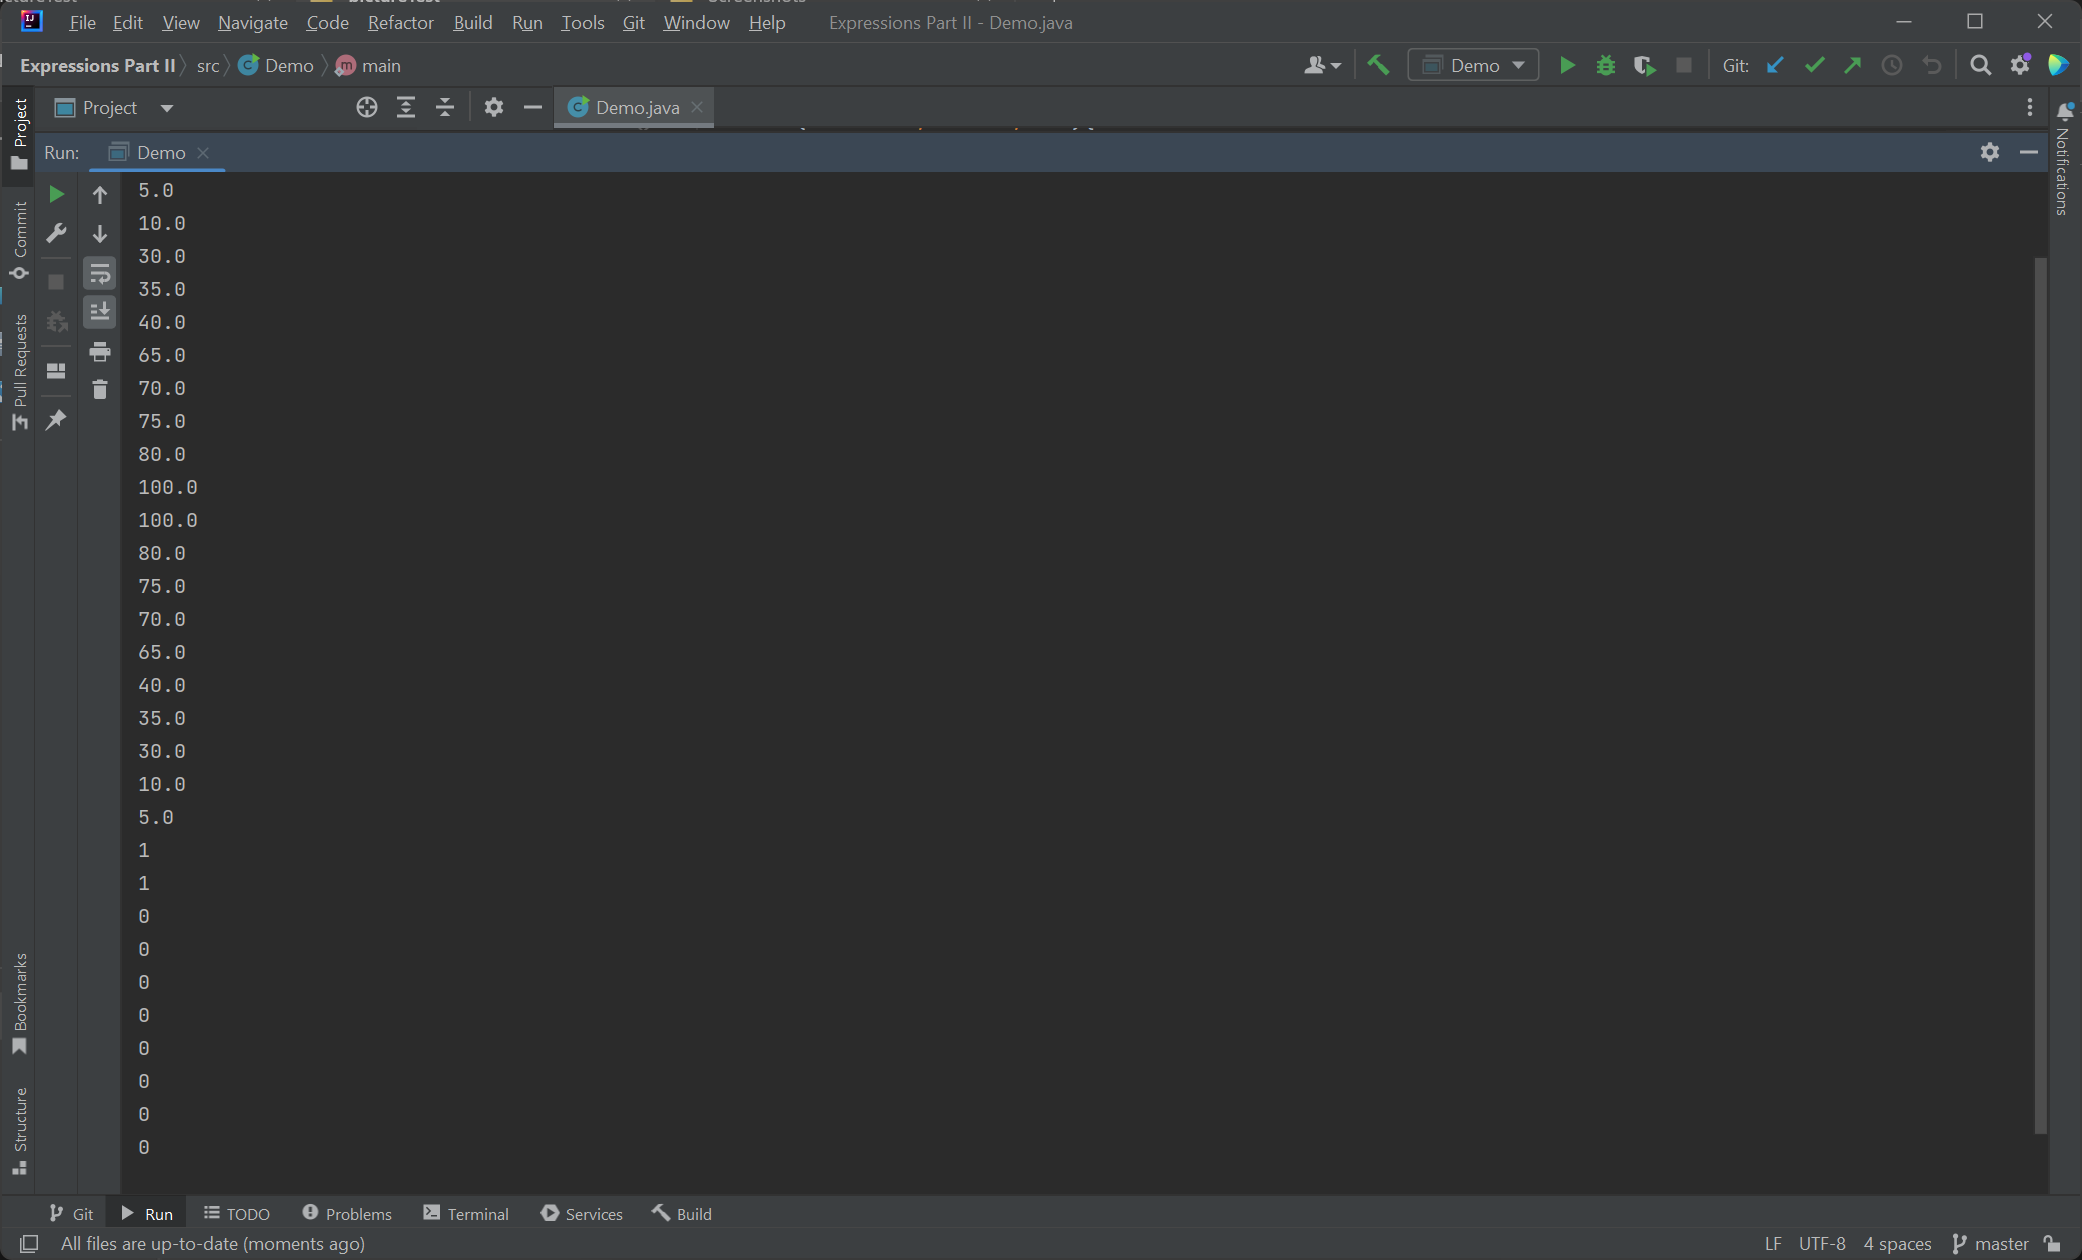 File Edit View Navigate Code Refactor Build Run Tools Git Window Help Expressions Part II - Demo.java
Expressions Part II src Demo m main Demo Git:
Project Demo.java
Run: Demo
Project
Commit
Pull Requests
Bookmarks
Structure
Notifications
5.0
10.0
30.0
35.0
40.0
65.0
70.0
75.0
80.0
100.0
100.0
80.0
75.0
70.0
65.0
40.0
35.0
30.0
10.0
5.0
1
1
0
0
0
0
0
0
0
0
Git Run TODO Problems Terminal Services Build
All files are up-to-date (moments ago) LF UTF-8 4 spaces master